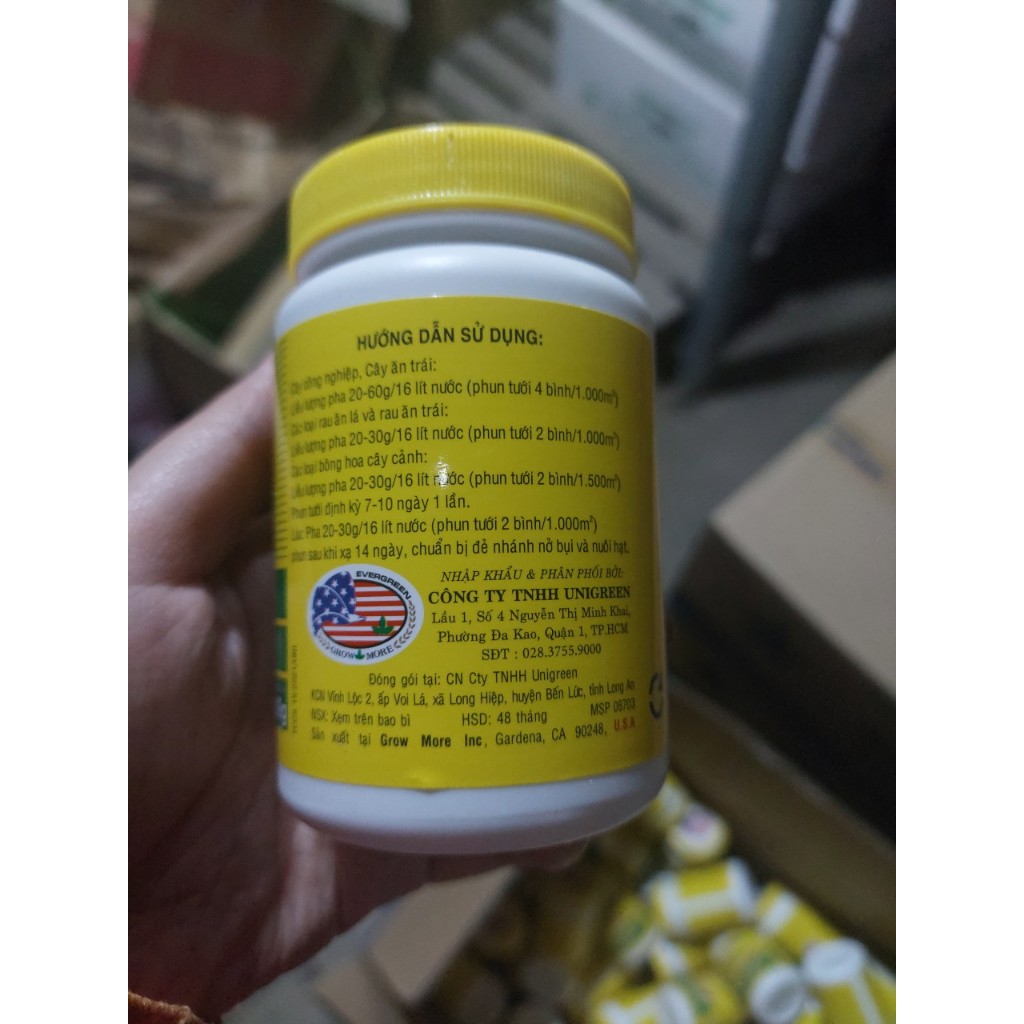 HƯỚNG DẪN SỬ DỤNG:
Cây công nghiệp, Cây ăn trái:
Liều lượng pha 20-60g/16 lít nước (phun tưới 4 bình/1.000m²)
Các loại rau ăn lá và rau ăn trái:
Liều lượng pha 20-30g/16 lít nước (phun tưới 2 bình/1.000m²)
Các loại bông hoa cây cảnh:
Liều lượng pha 20-30g/16 lít nước (phun tưới 2 bình/1.500m²)
Phun tưới định kỳ 7-10 ngày 1 lần.
Lúa: Pha 20-30g/16 lít nước (phun tưới 2 bình/1.000m²)
phun sau khi xạ 14 ngày, chuẩn bị đẻ nhánh nở bụi và nuôi hạt.
EVERGREEN
GROW MORE
NHẬP KHẨU & PHÂN PHỐI BỞI:
CÔNG TY TNHH UNIGREEN
Lầu 1, Số 4 Nguyễn Thị Minh Khai,
Phường Đa Kao, Quận 1, TP.HCM
SĐT : 028.3755.9000
Đóng gói tại: CN Cty TNHH Unigreen
KCN Vĩnh Lộc 2, ấp Voi Lá, xã Long Hiệp, huyện Bến Lức, tỉnh Long An
NSX: Xem trên bao bì HSD: 48 tháng MSP 06703
Sản xuất tại Grow More Inc, Gardena, CA 90248, U.S.A